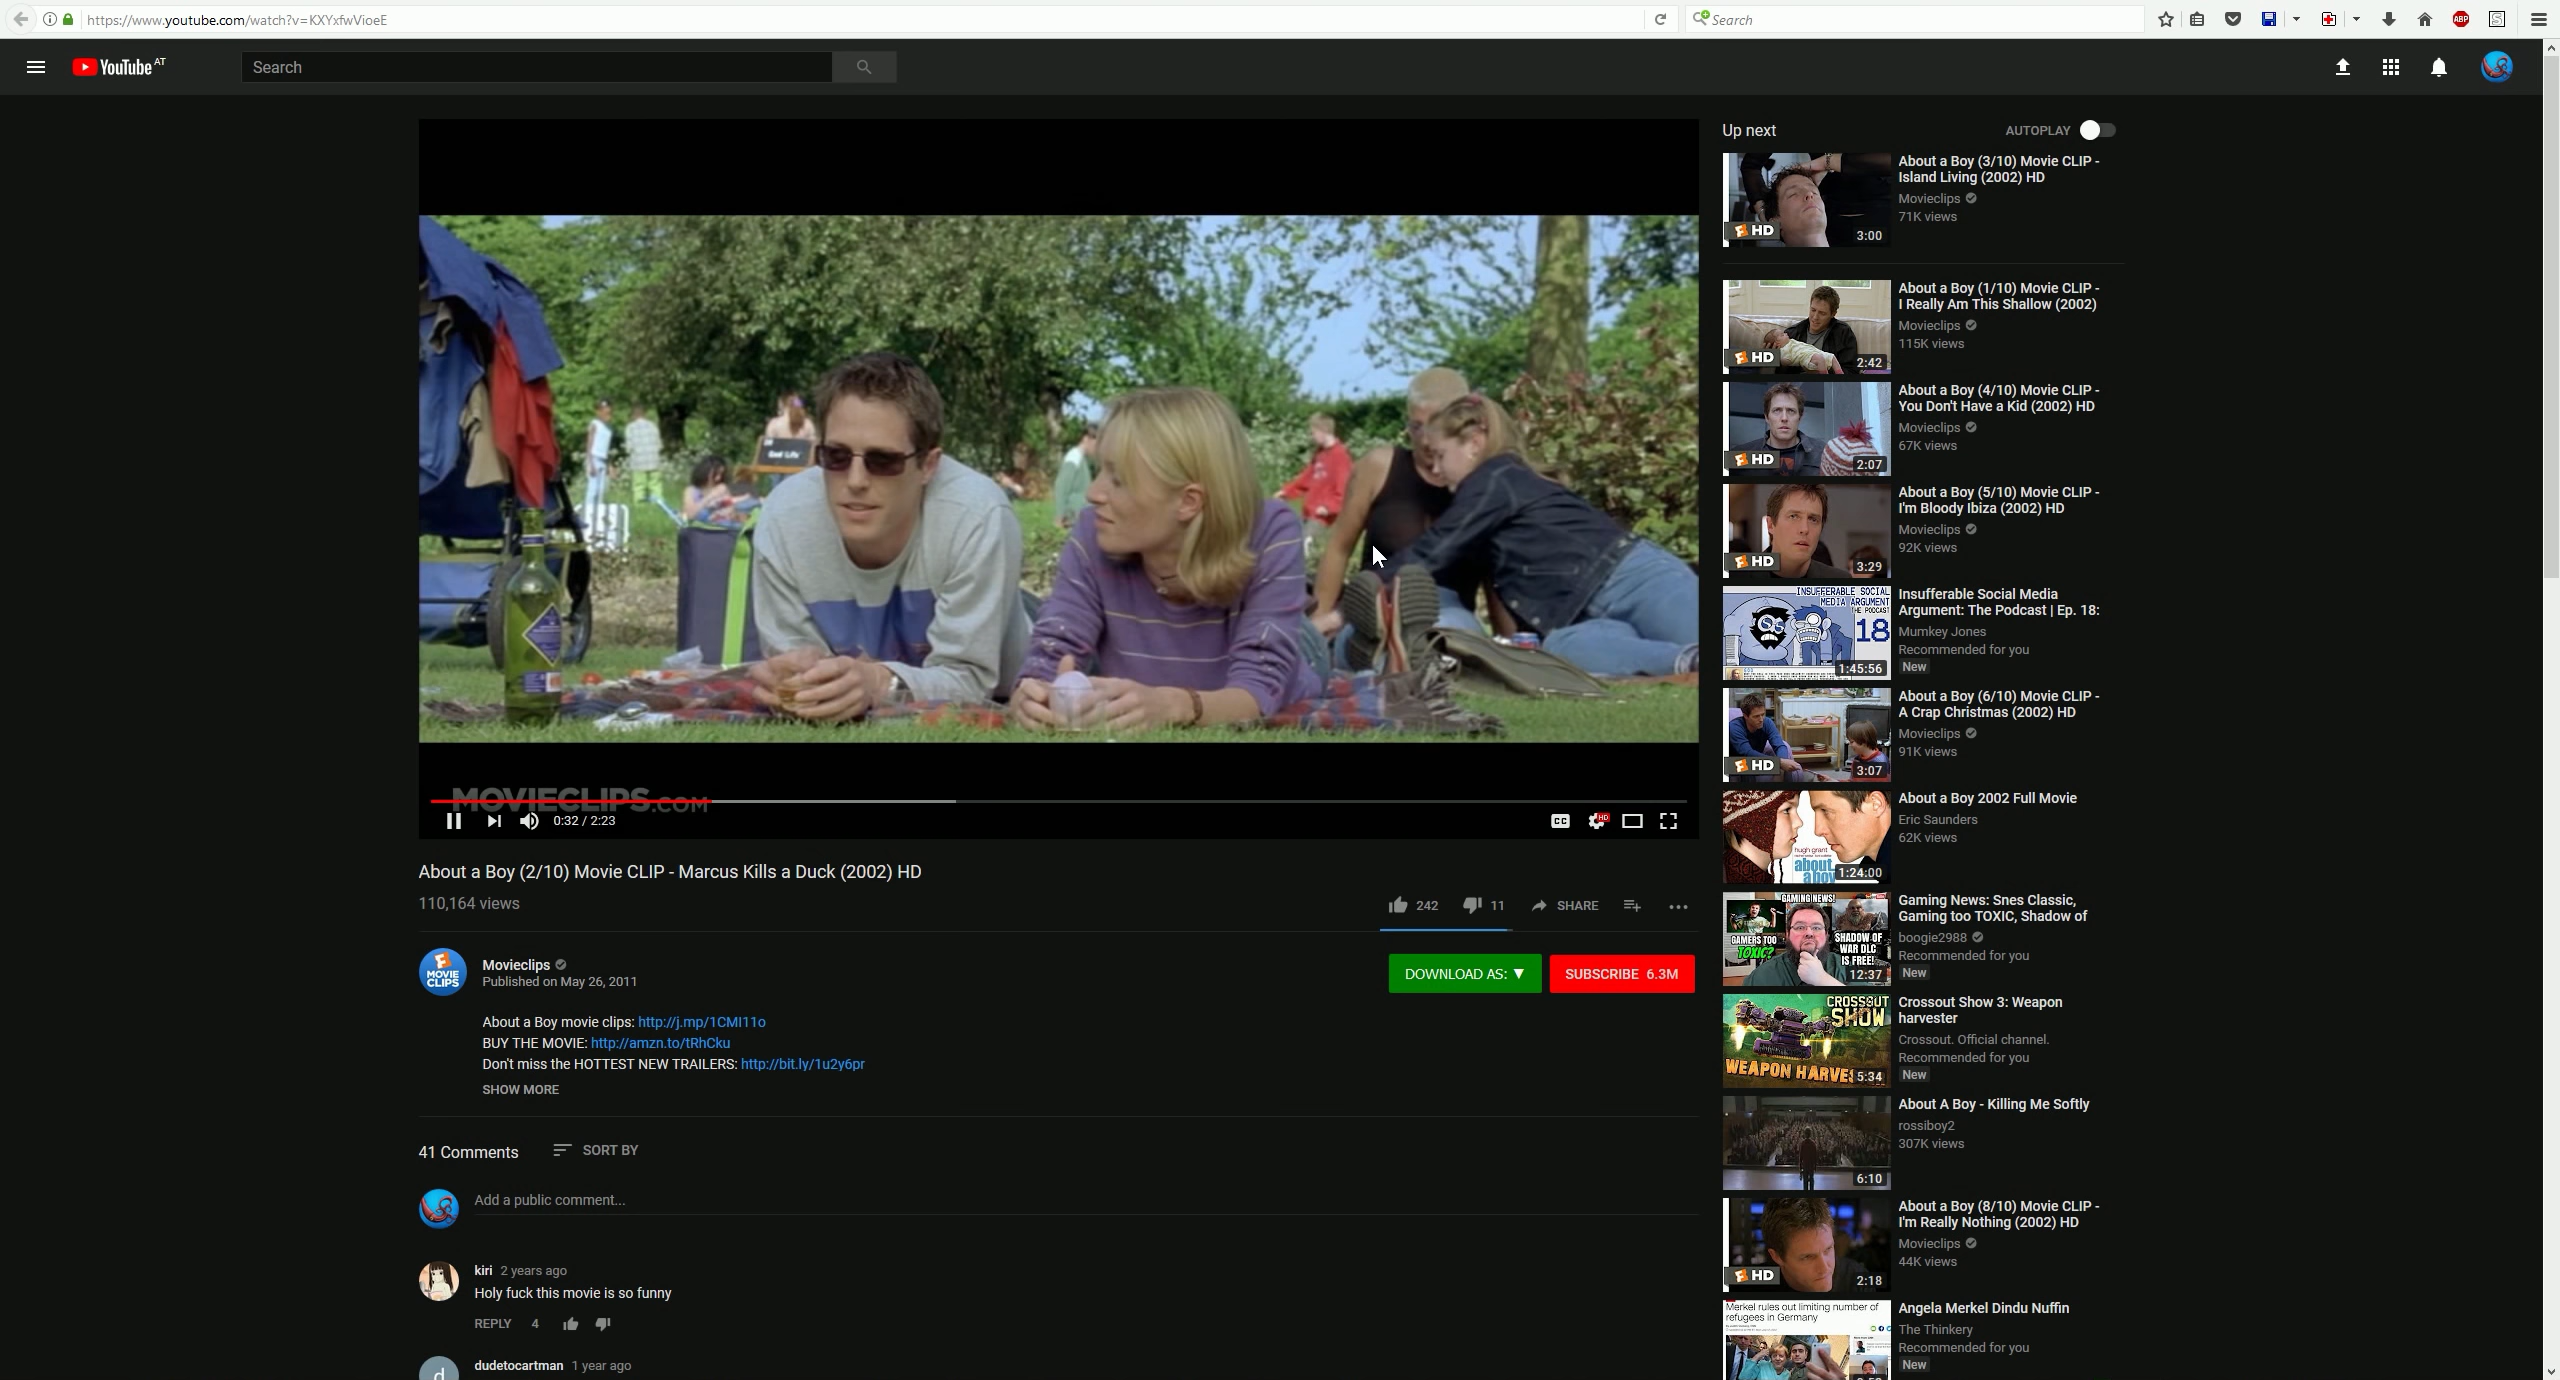 https://www.youtube.com/watch?v=KXYxfwVioeE
Search
YouTube AT
Search
God Life
MOVIECLIPS.COM
0:32 / 2:23
CC
HD
About a Boy (2/10) Movie CLIP - Marcus Kills a Duck (2002) HD
110,164 views
242
11
SHARE
MOVIE
CLIPS
Movieclips
Published on May 26, 2011
DOWNLOAD AS: ▼
SUBSCRIBE 6.3M
About a Boy movie clips: http://j.mp/1CMI11o
BUY THE MOVIE: http://amzn.to/tRhCku
Don't miss the HOTTEST NEW TRAILERS: http://bit.ly/1u2y6pr
SHOW MORE
41 Comments
SORT BY
Add a public comment...
kiri 2 years ago
Holy fuck this movie is so funny
REPLY 4
d
dudetocartman 1 year ago
Up next
AUTOPLAY
HD
3:00
About a Boy (3/10) Movie CLIP -
Island Living (2002) HD
Movieclips
71K views
HD
2:42
About a Boy (1/10) Movie CLIP -
I Really Am This Shallow (2002)
Movieclips
115K views
HD
2:07
About a Boy (4/10) Movie CLIP -
You Don't Have a Kid (2002) HD
Movieclips
67K views
HD
3:29
About a Boy (5/10) Movie CLIP -
I'm Bloody Ibiza (2002) HD
Movieclips
92K views
INSUFFERABLE SOCIAL
MEDIA ARGUMENT
THE PODCAST
18
1:45:56
Insufferable Social Media
Argument: The Podcast | Ep. 18:
Mumkey Jones
Recommended for you
New
HD
3:07
About a Boy (6/10) Movie CLIP -
A Crap Christmas (2002) HD
Movieclips
91K views
hugh grant
about
a boy
1:24:00
About a Boy 2002 Full Movie
Eric Saunders
62K views
GAMING NEWS!
GAMERS TOO
TOXIC?
SHADOW OF
WAR DLC
IS FREE!
12:37
Gaming News: Snes Classic,
Gaming too TOXIC, Shadow of
boogie2988
Recommended for you
New
CROSSOUT
SHOW
WEAPON HARVES
5:34
Crossout Show 3: Weapon
harvester
Crossout. Official channel.
Recommended for you
New
6:10
About A Boy - Killing Me Softly
rossiboy2
307K views
HD
2:18
About a Boy (8/10) Movie CLIP -
I'm Really Nothing (2002) HD
Movieclips
44K views
Merkel rules out limiting number of
refugees in Germany
Angela Merkel Dindu Nuffin
The Thinkery
Recommended for you
New
ABP